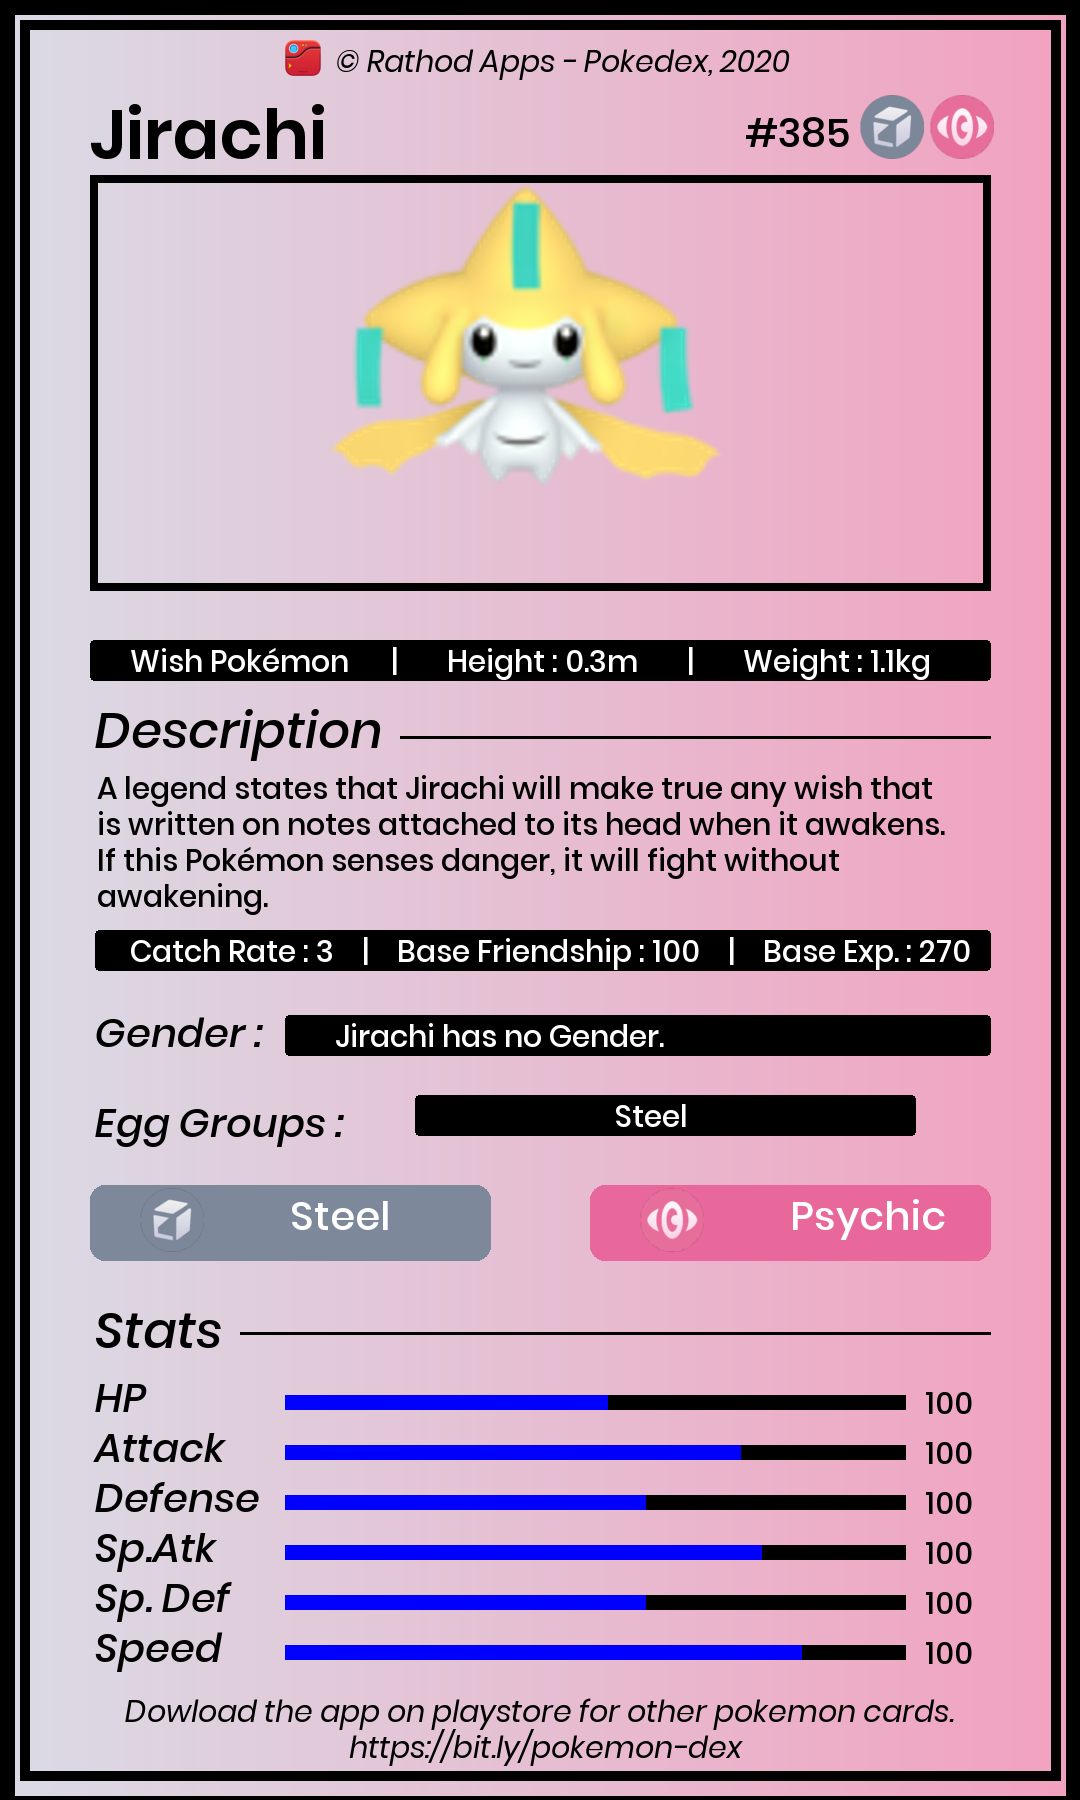 © Rathod Apps - Pokedex, 2020
Jirachi #385
Wish Pokémon | Height : 0.3m | Weight : 1.1kg
Description
A legend states that Jirachi will make true any wish that
is written on notes attached to its head when it awakens.
If this Pokémon senses danger, it will fight without
awakening.
Catch Rate : 3 | Base Friendship : 100 | Base Exp. : 270
Gender : Jirachi has no Gender.
Egg Groups : Steel
Steel Psychic
Stats
HP 100
Attack 100
Defense 100
Sp.Atk 100
Sp. Def 100
Speed 100
Dowload the app on playstore for other pokemon cards.
https://bit.ly/pokemon-dex